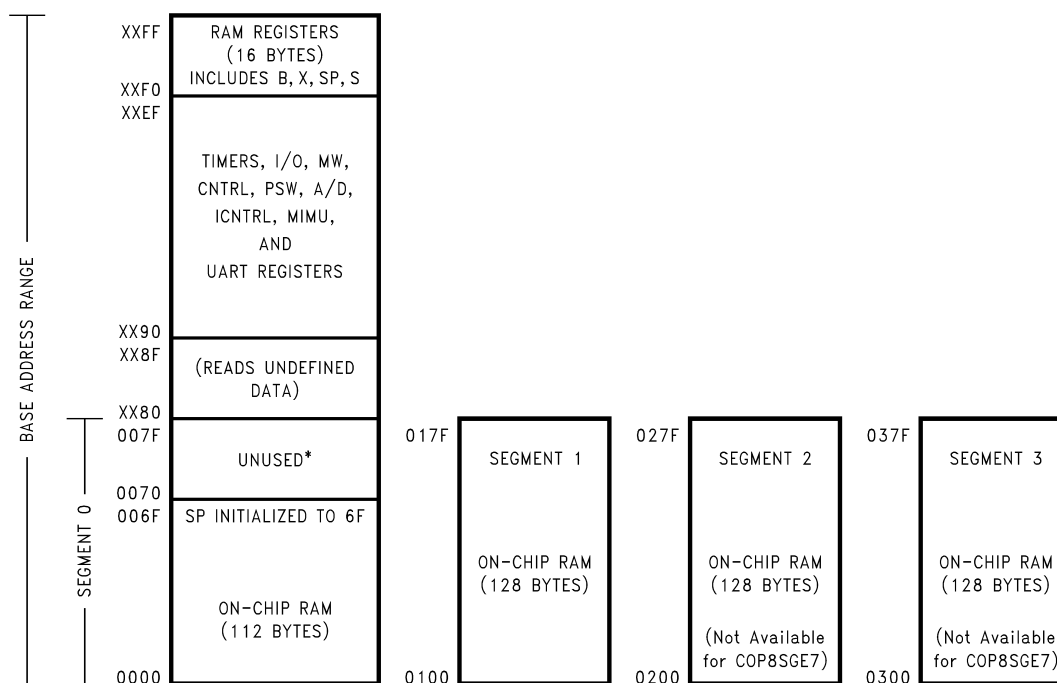 XXFF
RAM REGISTERS
(16 BYTES)
INCLUDES B, X, SP, S
XXF0
XXEF
TIMERS, I/O, MW,
CNTRL, PSW, A/D,
ICNTRL, MIMU,
AND
UART REGISTERS
XX90
XX8F
(READS UNDEFINED
DATA)
XX80
BASE ADDRESS RANGE
007F
UNUSED*
0070
006F
SP INITIALIZED TO 6F
ON-CHIP RAM
(112 BYTES)
0000
SEGMENT 0
017F
SEGMENT 1
ON-CHIP RAM
(128 BYTES)
0100
027F
SEGMENT 2
ON-CHIP RAM
(128 BYTES)
(Not Available
for COP8SGE7)
0200
037F
SEGMENT 3
ON-CHIP RAM
(128 BYTES)
(Not Available
for COP8SGE7)
0300